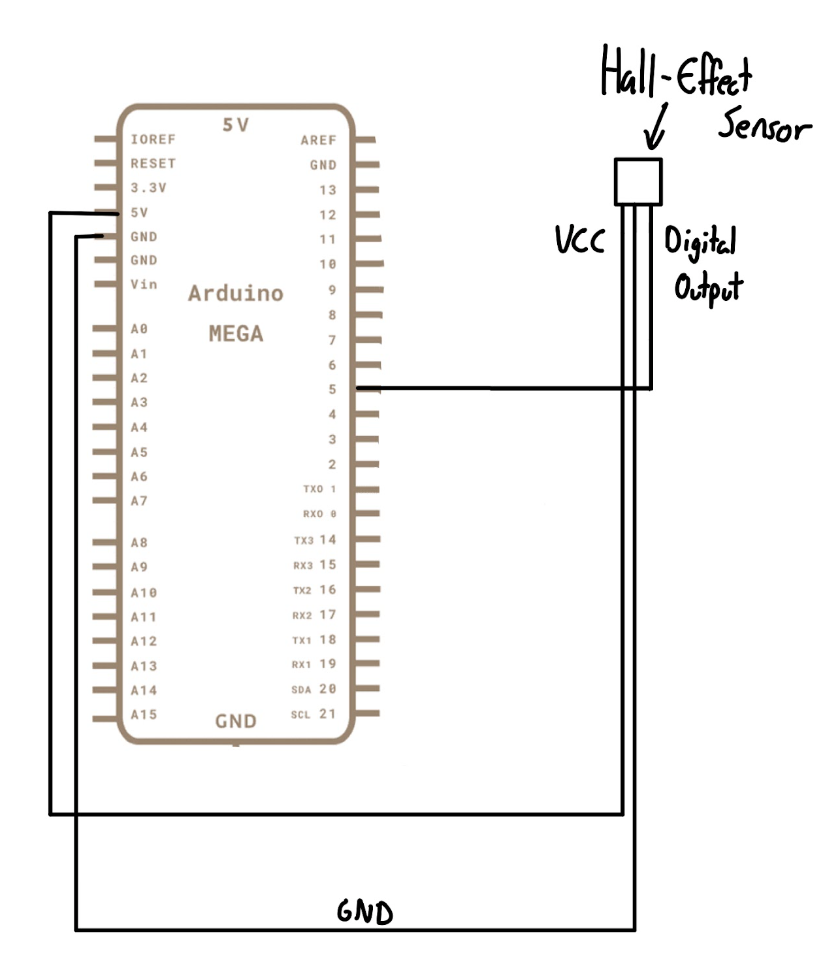 Hall-Effect
Sensor
5V
IOREF
RESET
3.3V
5V
GND
GND
Vin
A0
A1
A2
A3
A4
A5
A6
A7
A8
A9
A10
A11
A12
A13
A14
A15
Arduino
MEGA
AREF
GND
13
12
11
10
9
8
7
6
5
4
3
2
TX0 1
RX0 0
TX3 14
RX3 15
TX2 16
RX2 17
TX1 18
RX1 19
SDA 20
SCL 21
GND
VCC
Digital
Output
GND